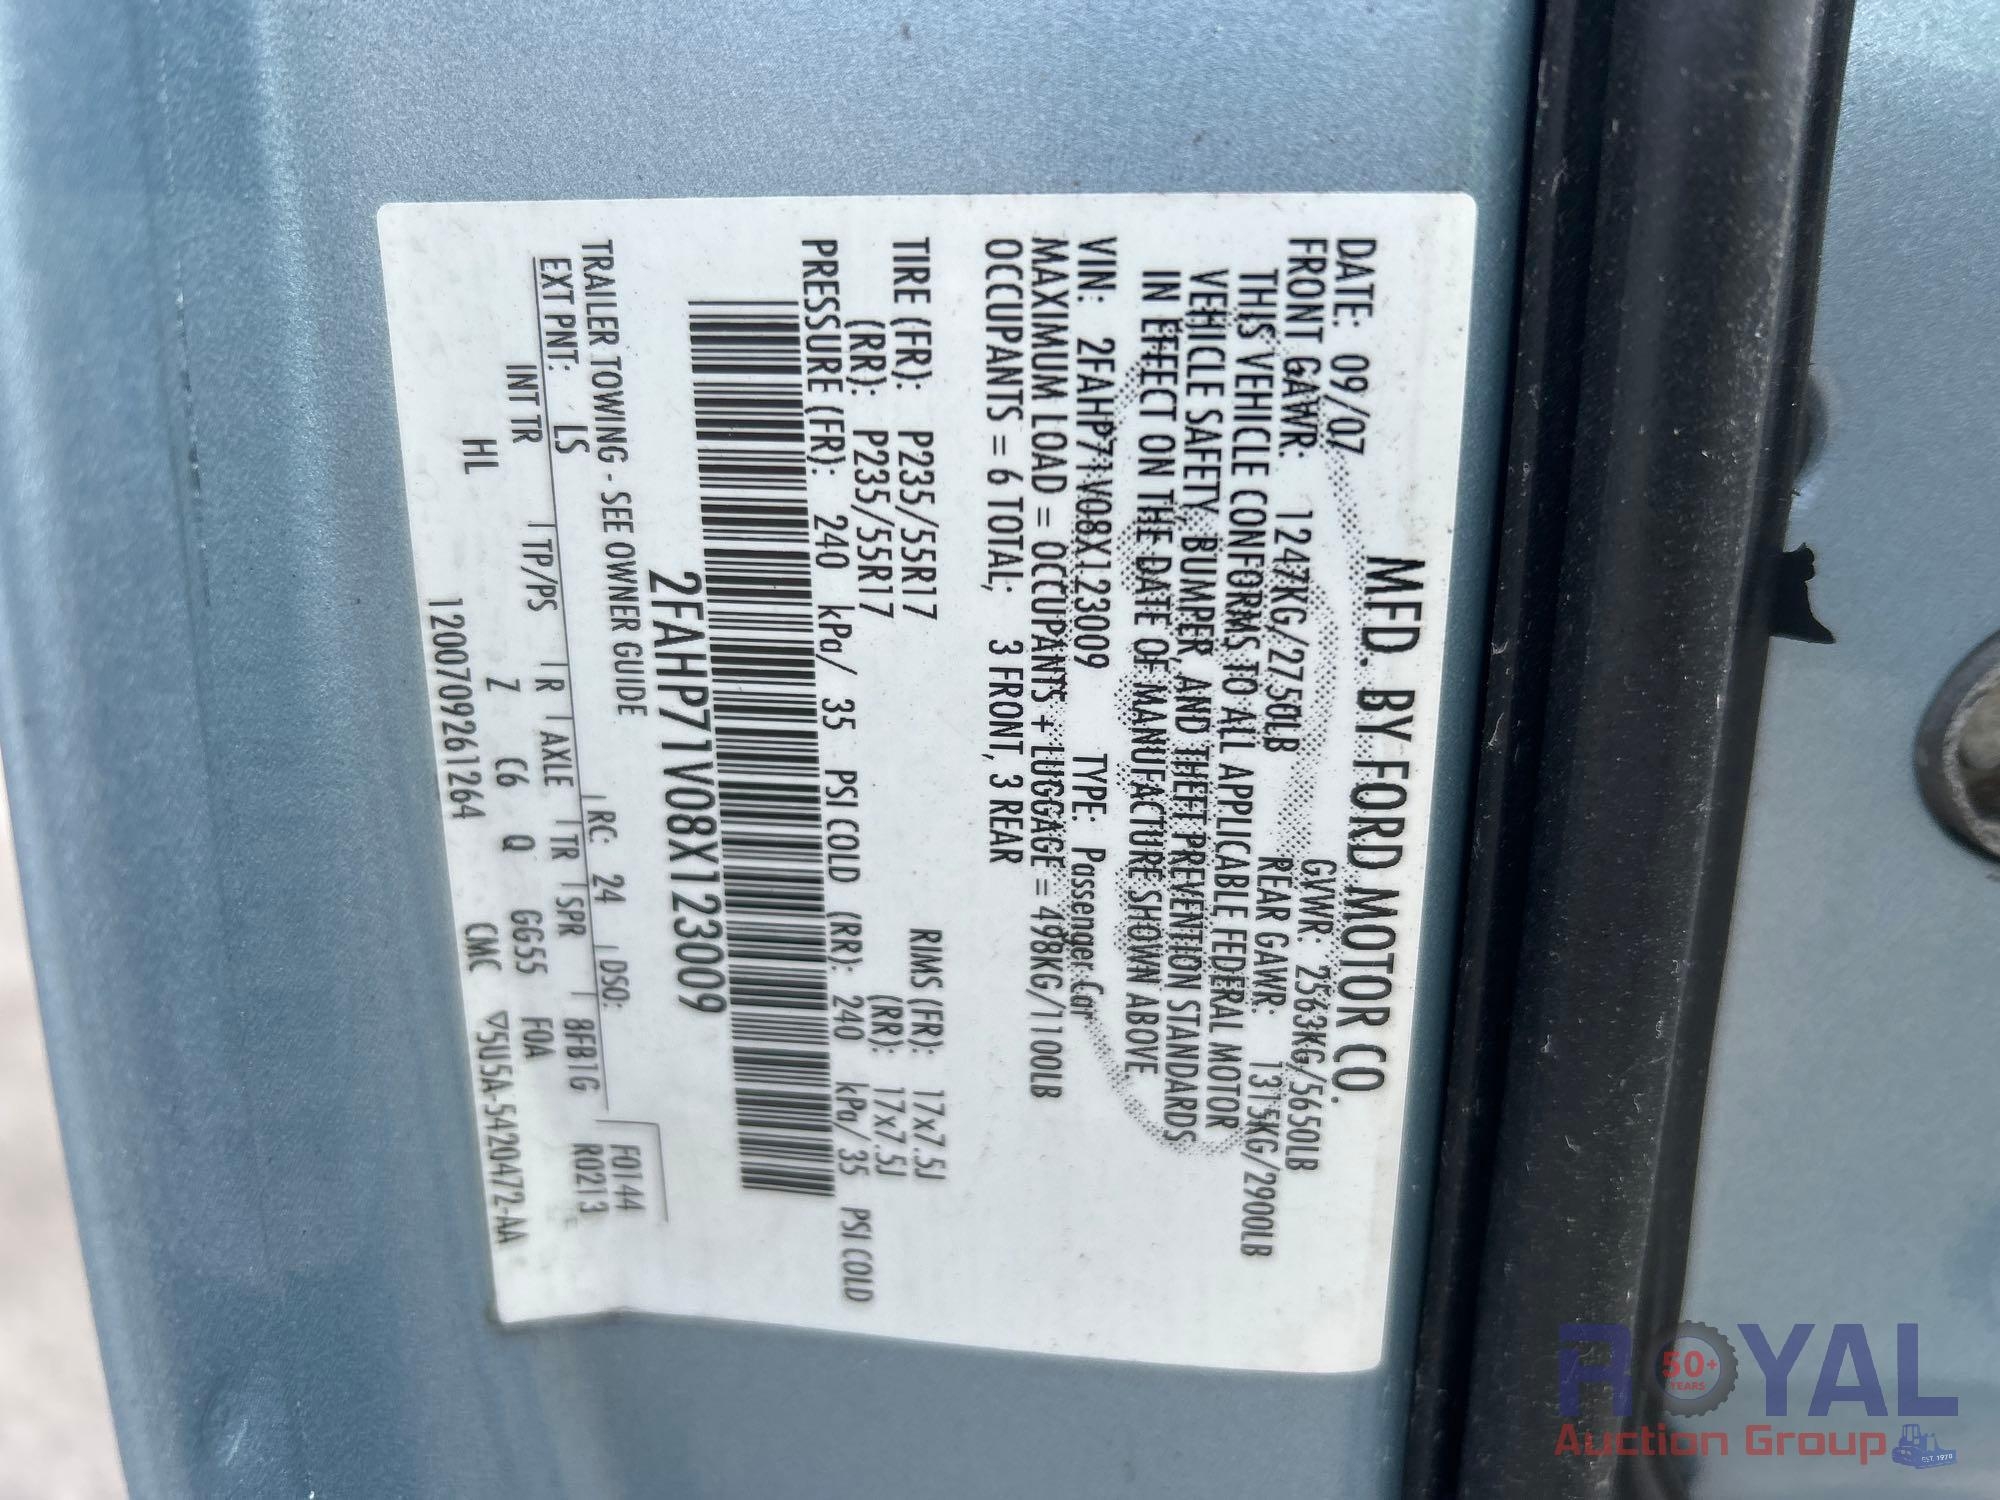 MFD. BY FORD MOTOR CO.
DATE: 09/07 GVWR: 2563KG/5650LB
FRONT GAWR: 1247KG/2750LB REAR GAWR: 1315KG/2900LB
THIS VEHICLE CONFORMS TO ALL APPLICABLE FEDERAL MOTOR
VEHICLE SAFETY, BUMPER, AND THEFT PREVENTION STANDARDS
IN EFFECT ON THE DATE OF MANUFACTURE SHOWN ABOVE.
VIN: 2FAHP71V08X123009 TYPE: Passenger Car
MAXIMUM LOAD = OCCUPANTS + LUGGAGE = 498KG/1100LB
OCCUPANTS = 6 TOTAL; 3 FRONT, 3 REAR
TIRE (FR): P235/55R17 RIMS (FR): 17x7.5J
(RR): P235/55R17 (RR): 17x7.5J
PRESSURE (FR): 240 kPa/ 35 PSI COLD (RR): 240 kPa/ 35 PSI COLD
2FAHP71V08X123009
TRAILER TOWING - SEE OWNER GUIDE
F0144
EXT PNT: LS RC: 24 DSO: R0213
INT TR TP/PS R AXLE TR SPR 8FB1G
HL Z C6 Q GG55 F0A
1200709261264 CMC ▽5U5A-5420472-AA
ROYAL
50+
YEARS
Auction Group
EST. 1970